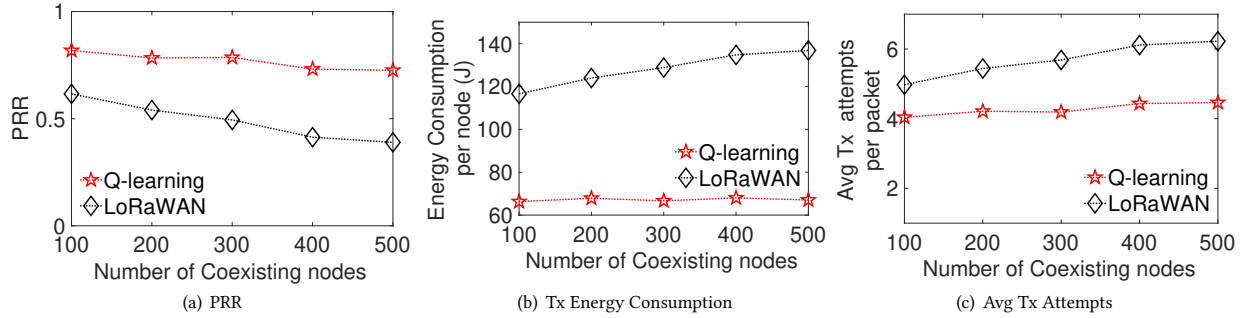 1
0.5
0
PRR
Q-learning
LoRaWAN
100 200 300 400 500
Number of Coexisting nodes
(a) PRR
140
120
100
80
60
Energy Consumption
per node (J)
Q-learning
LoRaWAN
100 200 300 400 500
Number of Coexisting nodes
(b) Tx Energy Consumption
6
4
2
Avg Tx attempts
per packet
Q-learning
LoRaWAN
100 200 300 400 500
Number of Coexisting nodes
(c) Avg Tx Attempts